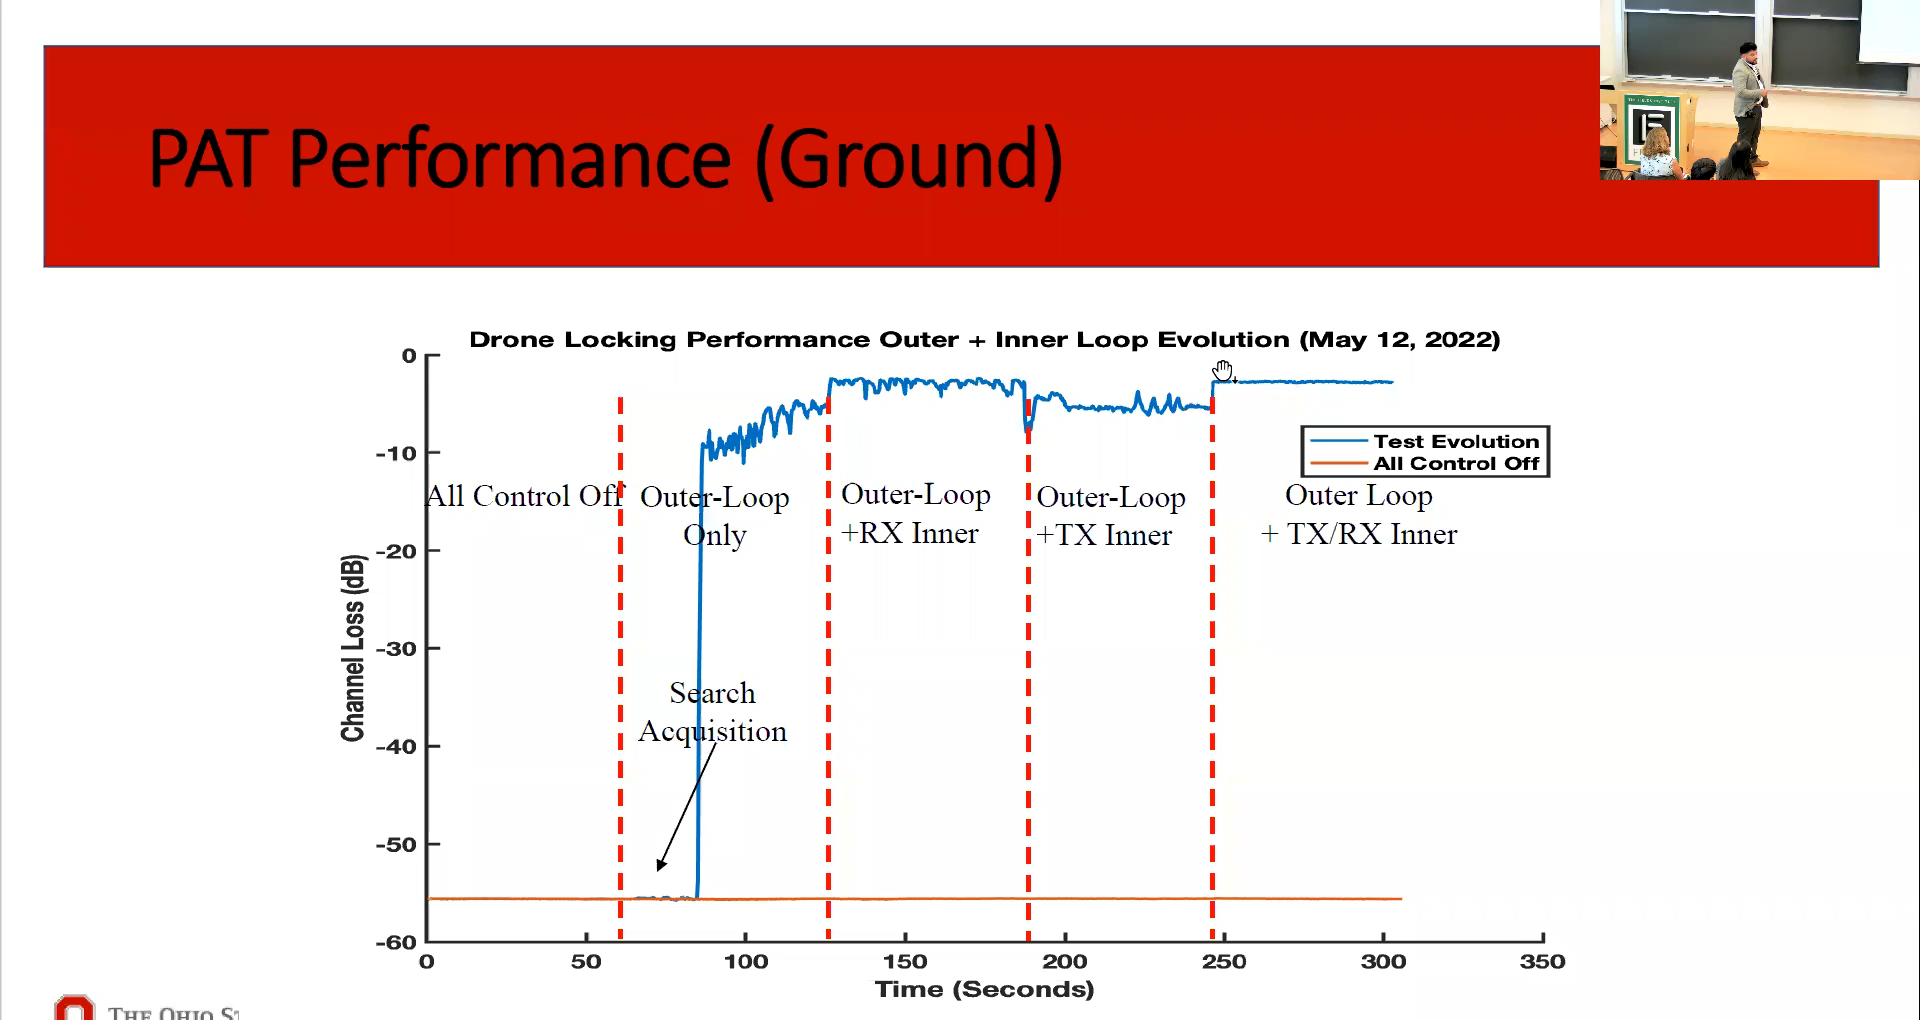 PAT Performance (Ground)
Drone Locking Performance Outer + Inner Loop Evolution (May 12, 2022)
0
-10
-20
-30
-40
-50
-60
Channel Loss (dB)
All Control Off
Outer-Loop
Only
Outer-Loop
+RX Inner
Outer-Loop
+TX Inner
Outer Loop
+ TX/RX Inner
Test Evolution
All Control Off
Search
Acquisition
0
50
100
150
200
250
300
350
Time (Seconds)
THE OHIO